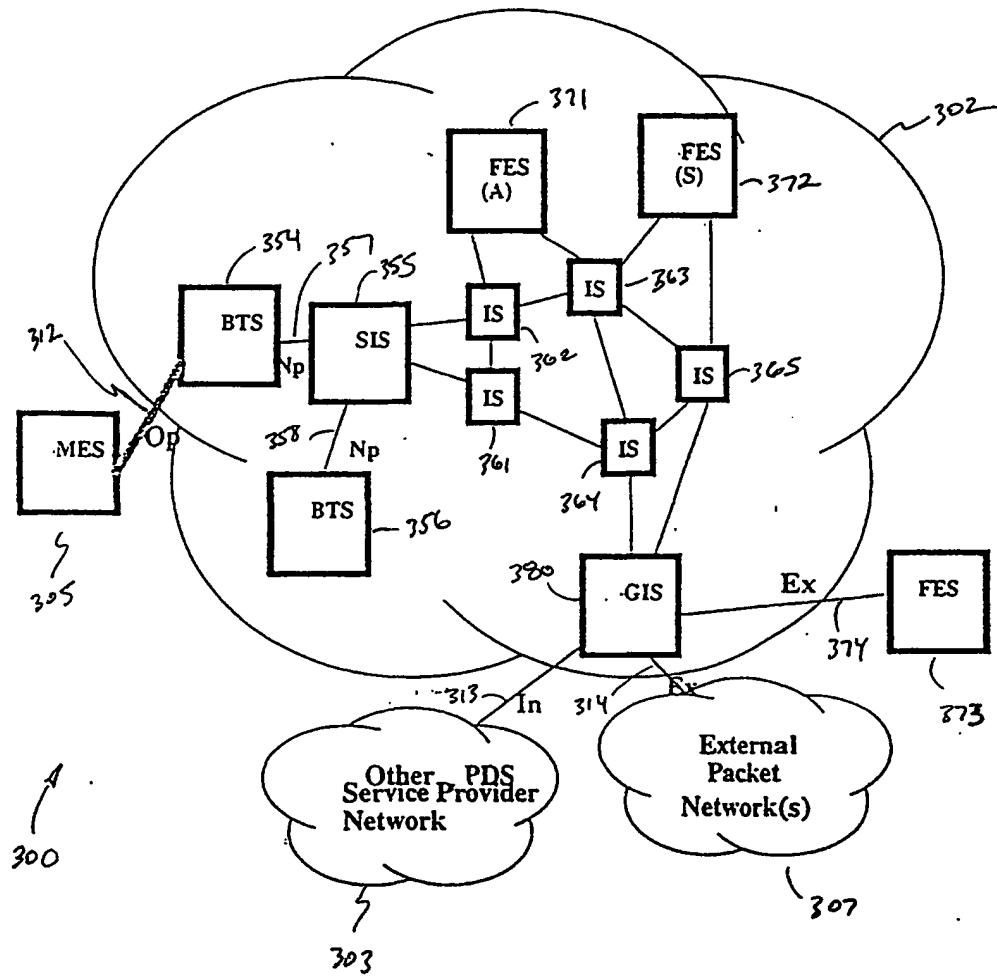 371
302
FES
(A)
FES
(S)
372
354
357
355
BTS
IS
363
312
Np
SIS
IS
362
IS
365
Op
358
IS
361
IS
364
MES
Np
BTS
356
305
380
GIS
Ex
374
FES
373
313
In
314
Ex
Other PDS
Service Provider
Network
External
Packet
Network(s)
300
303
307